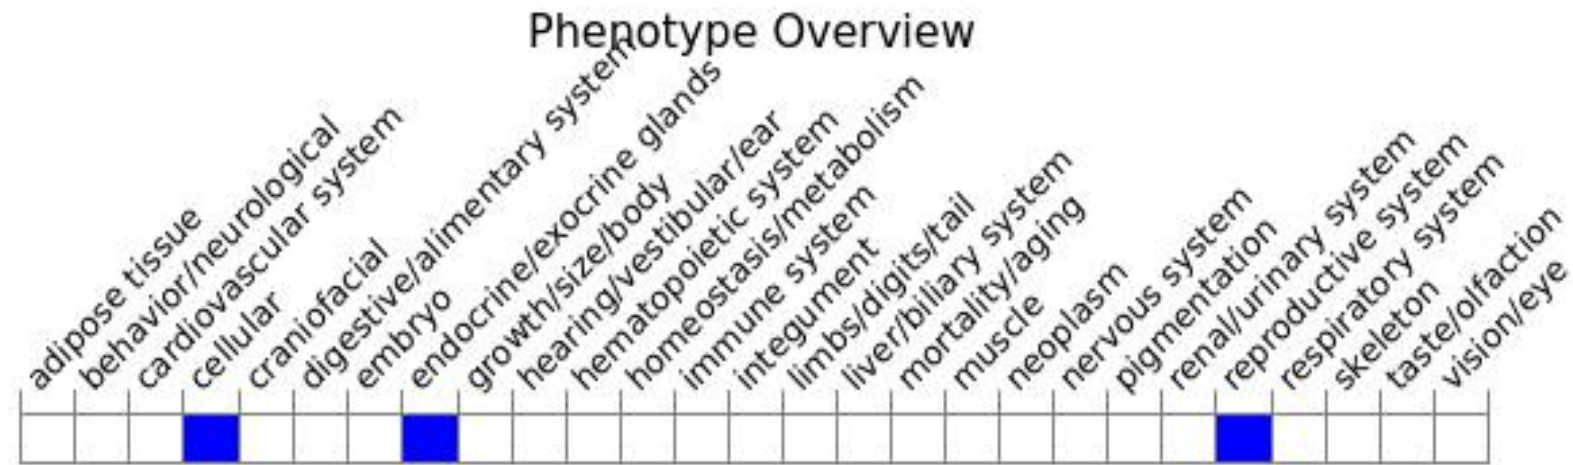 Phenotype Overview
adipose tissue
behavior/neurological
cardiovascular system
cellular
craniofacial
digestive/alimentary system
embryo
endocrine/exocrine glands
growth/size/body
hearing/vestibular/ear
hematopoietic system
homeostasis/metabolism
immune system
integument
limbs/digits/tail
liver/biliary system
mortality/aging
muscle
neoplasm
nervous system
pigmentation
renal/urinary system
reproductive system
respiratory system
skeleton
taste/olfaction
vision/eye